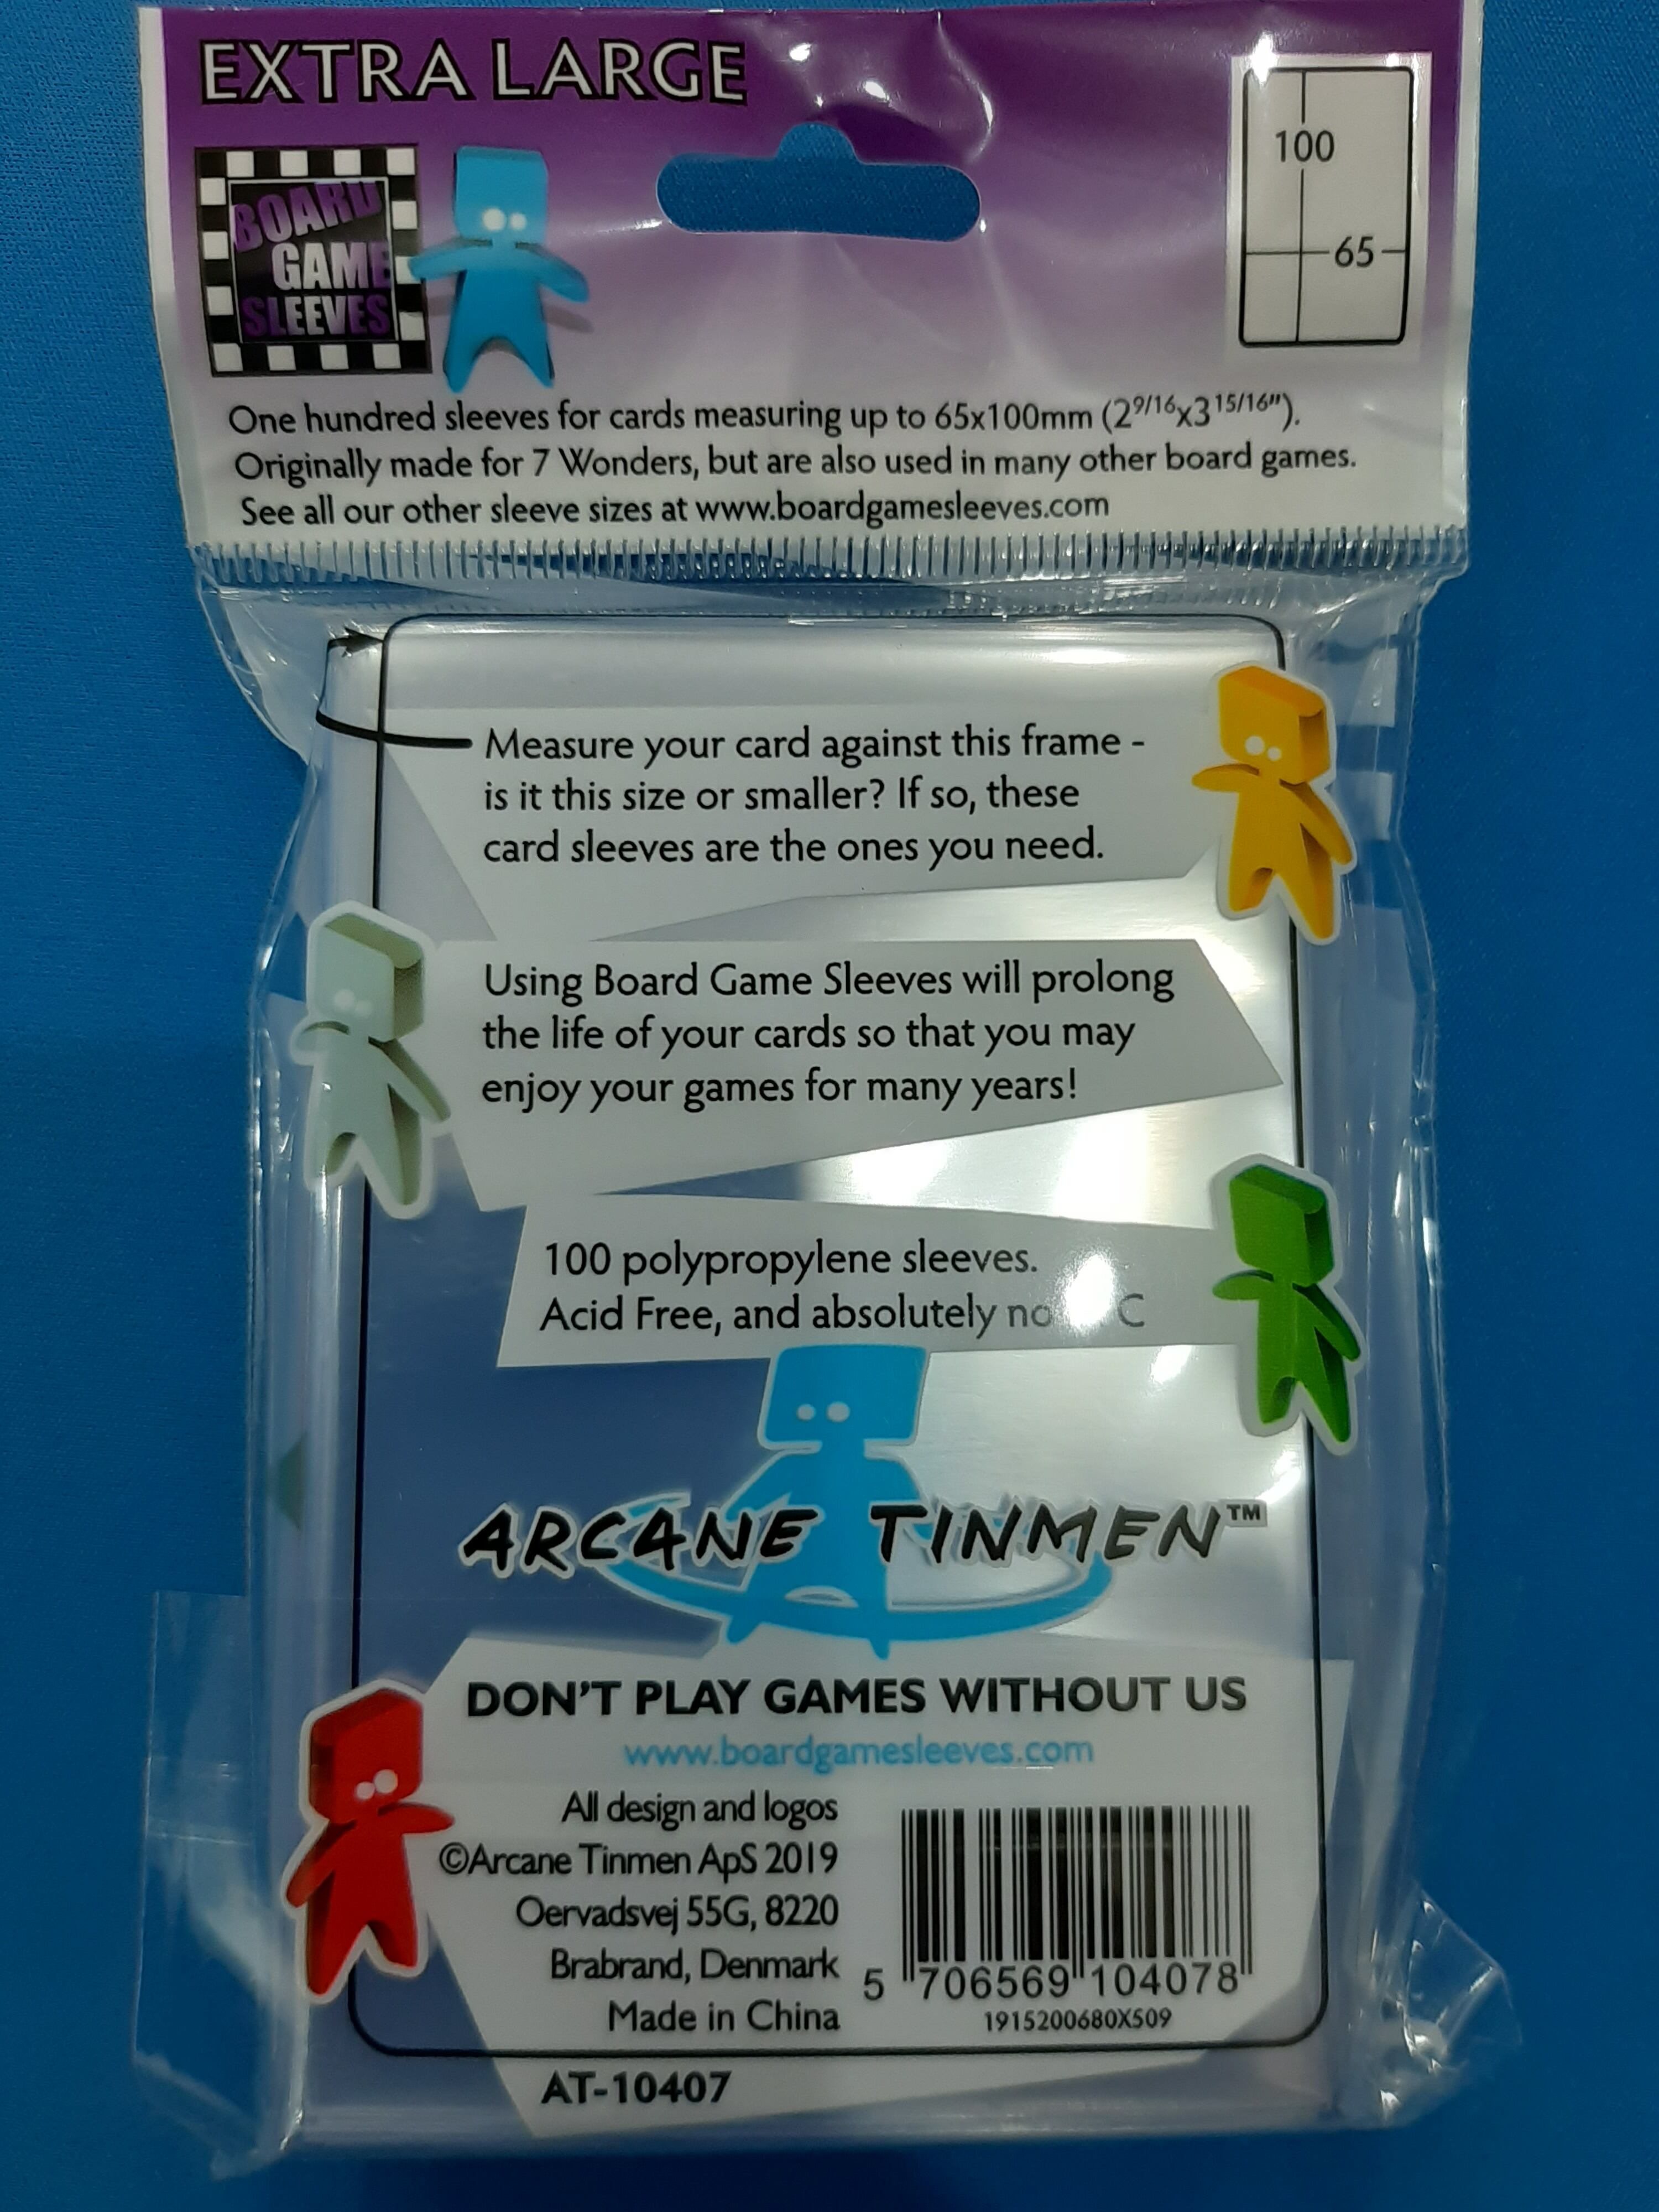 EXTRA LARGE
BOARD
GAME
SLEEVES
100
65
One hundred sleeves for cards measuring up to 65x100mm (2 9/16x3 15/16").
Originally made for 7 Wonders, but are also used in many other board games.
See all our other sleeve sizes at www.boardgamesleeves.com
Measure your card against this frame -
is it this size or smaller? If so, these
card sleeves are the ones you need.
Using Board Game Sleeves will prolong
the life of your cards so that you may
enjoy your games for many years!
100 polypropylene sleeves.
Acid Free, and absolutely no
ARCANE TINMEN™
DON'T PLAY GAMES WITHOUT US
www.boardgamesleeves.com
All design and logos
©Arcane Tinmen ApS 2019
Oervadsvej 55G, 8220
Brabrand, Denmark
Made in China
5 706569 104078
1915200680X509
AT-10407